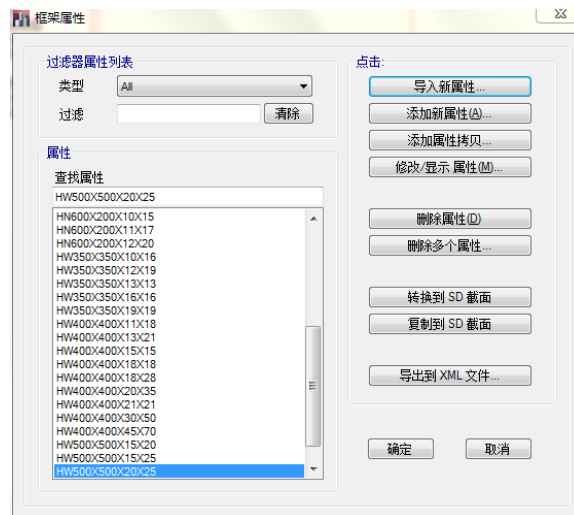 框架属性
过滤器属性列表
类型
All
过滤
清除
属性
查找属性
HW500X500X20X25
HN600X200X10X15
HN600X200X11X17
HN600X200X12X20
HW350X350X10X16
HW350X350X12X19
HW350X350X13X13
HW350X350X16X16
HW350X350X19X19
HW400X400X11X18
HW400X400X13X21
HW400X400X15X15
HW400X400X18X18
HW400X400X18X28
HW400X400X20X35
HW400X400X21X21
HW400X400X30X50
HW400X400X45X70
HW500X500X15X20
HW500X500X15X25
HW500X500X20X25
点击:
导入新属性...
添加新属性(A)...
添加属性拷贝...
修改/显示 属性(M)...
删除属性(D)
删除多个属性...
转换到 SD 截面
复制到 SD 截面
导出到 XML 文件...
确定
取消